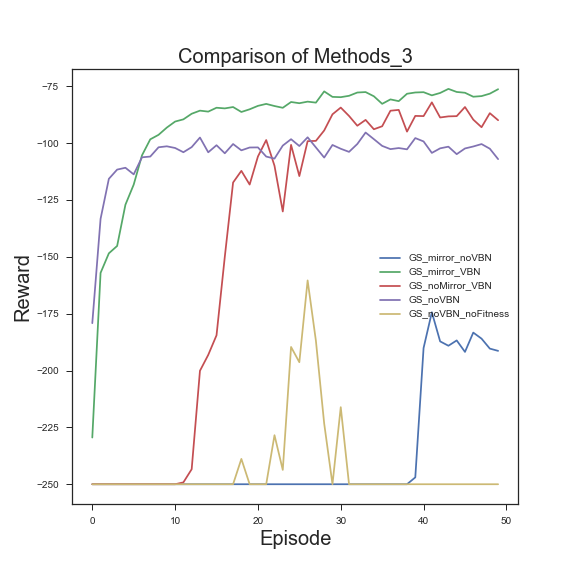 Comparison of Methods_3
Reward
−75
−100
−125
−150
−175
−200
−225
−250
GS_mirror_noVBN
GS_mirror_VBN
GS_noMirror_VBN
GS_noVBN
GS_noVBN_noFitness
0
10
20
30
40
50
Episode